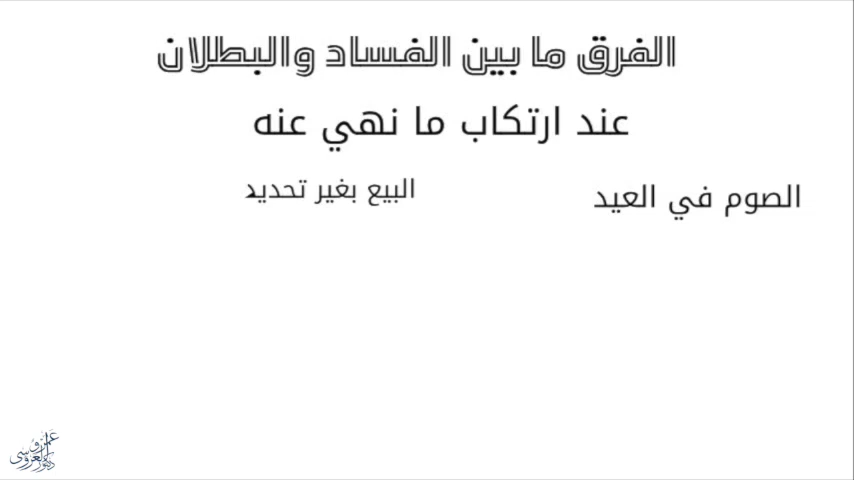 الفرق ما بين الفساد والبطلان
عند ارتكاب ما نهي عنه
الصوم في العيد
البيع بغير تحديد